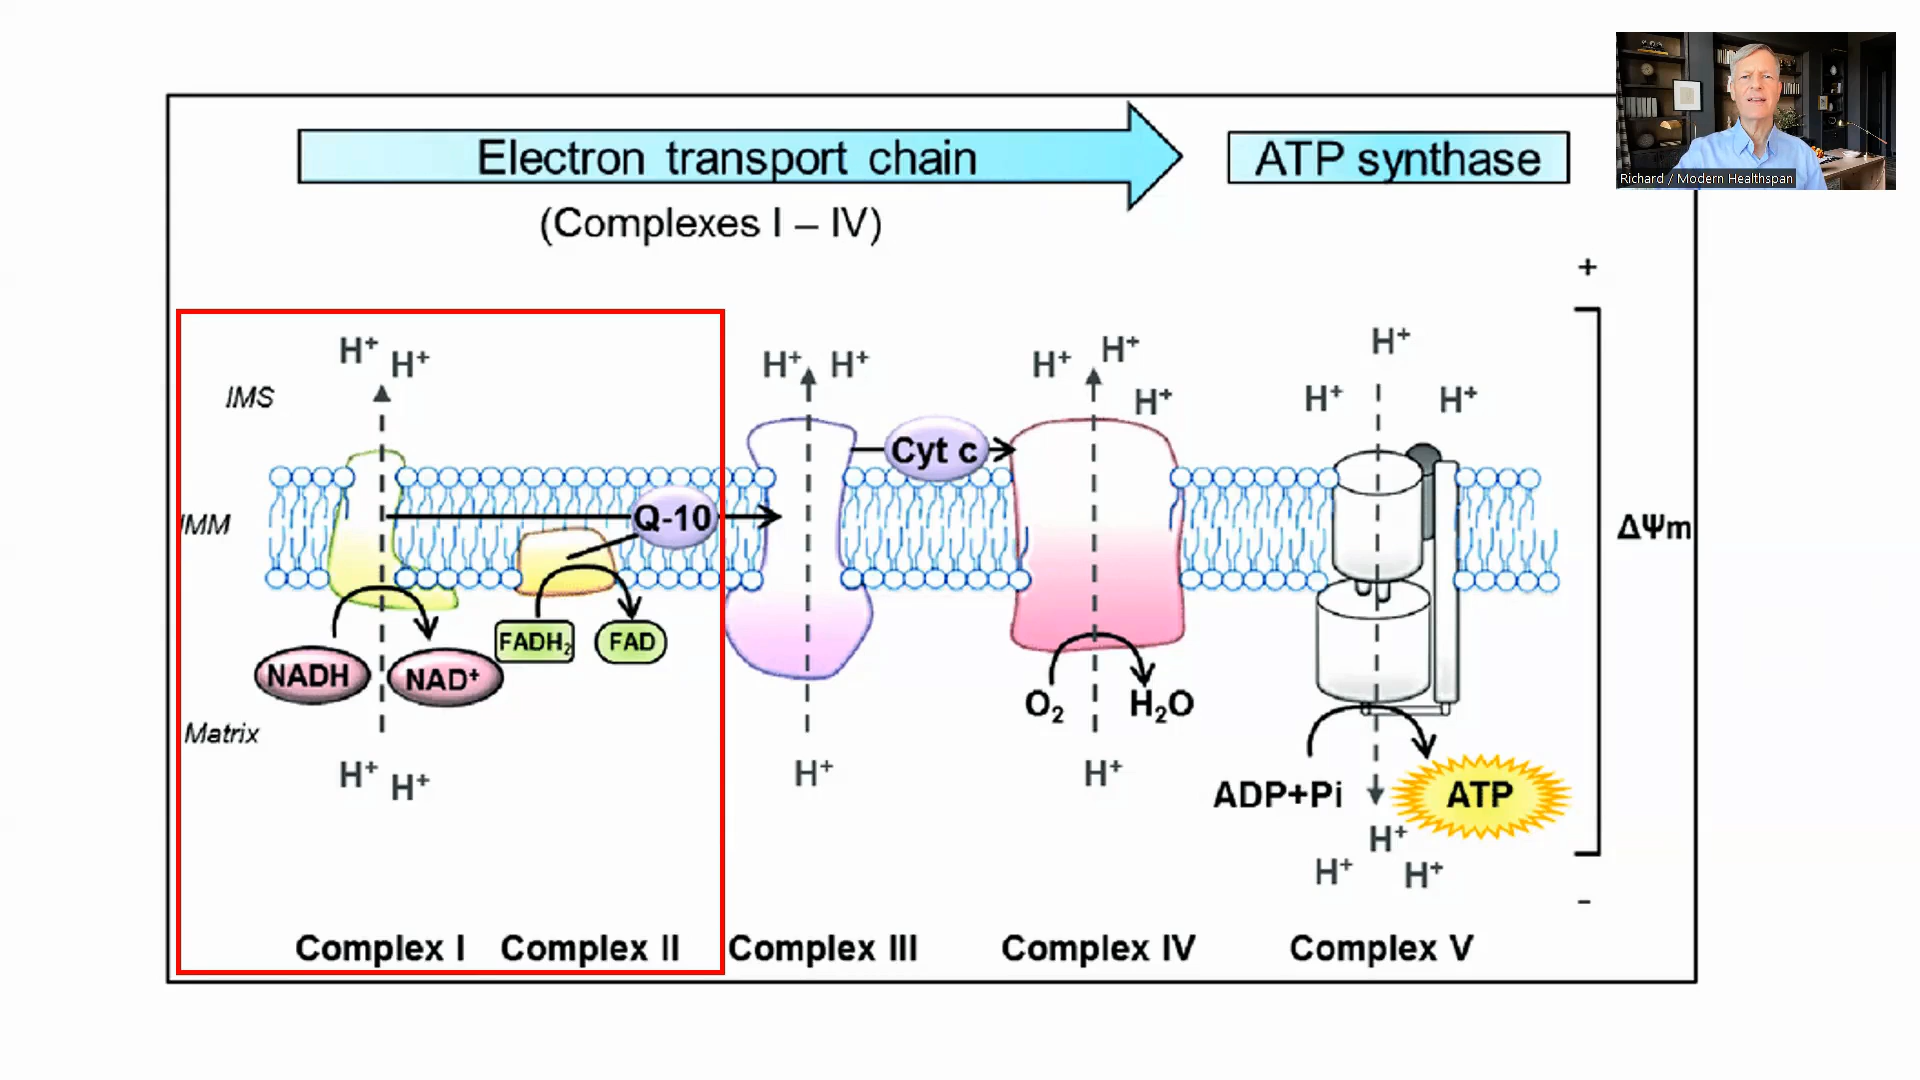 Electron transport chain
ATP synthase
Richard / Modern Healthspan
(Complexes I – IV)
+
H⁺ H⁺
H⁺ H⁺
H⁺ H⁺ H⁺
H⁺ H⁺ H⁺
IMS
Cyt c
IMM
Q-10
ΔΨm
FADH₂ FAD
NADH NAD⁺
O₂ H₂O
Matrix
H⁺ H⁺
H⁺
H⁺
ADP+Pi ATP
H⁺ H⁺ H⁺
-
Complex I Complex II Complex III Complex IV Complex V